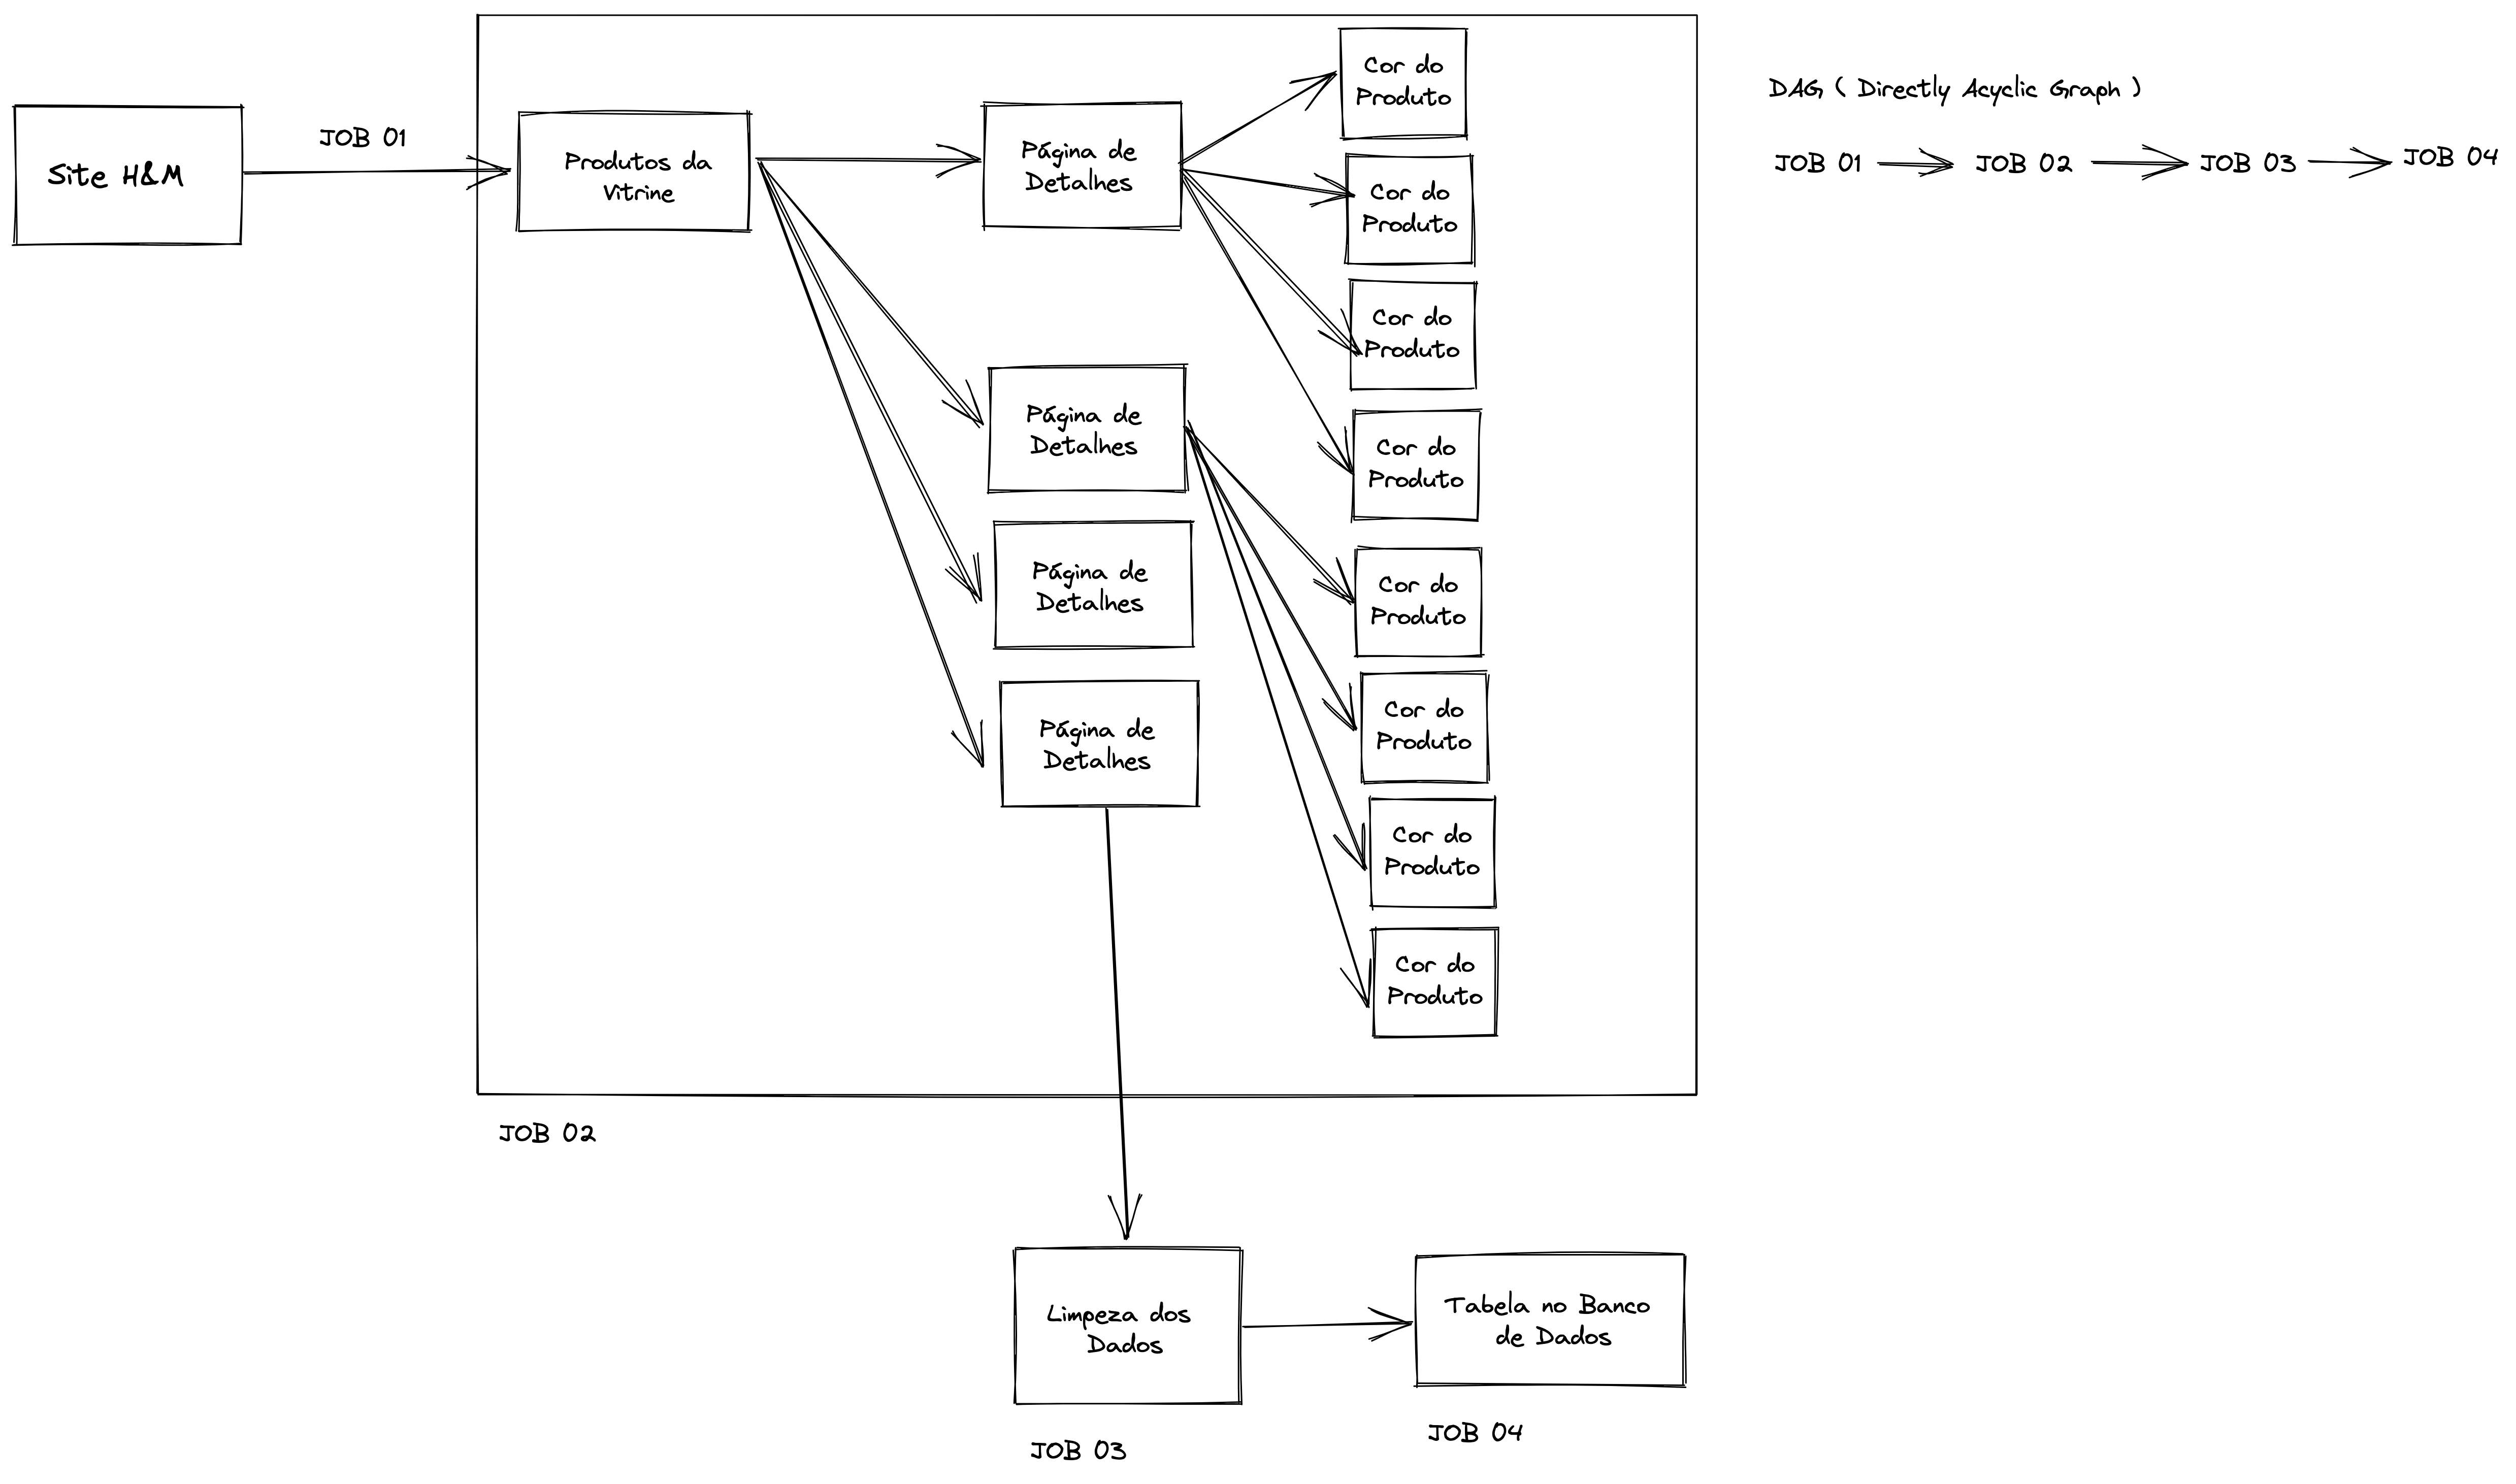 Site H&M
JOB 01
Produtos da
Vitrine
Página de
Detalhes
Página de
Detalhes
Página de
Detalhes
Página de
Detalhes
Cor do
Produto
Cor do
Produto
Cor do
Produto
Cor do
Produto
Cor do
Produto
Cor do
Produto
Cor do
Produto
Cor do
Produto
DAG ( Directly Acyclic Graph )
JOB 01
JOB 02
JOB 03
JOB 04
JOB 02
Limpeza dos
Dados
JOB 03
Tabela no Banco
de Dados
JOB 04